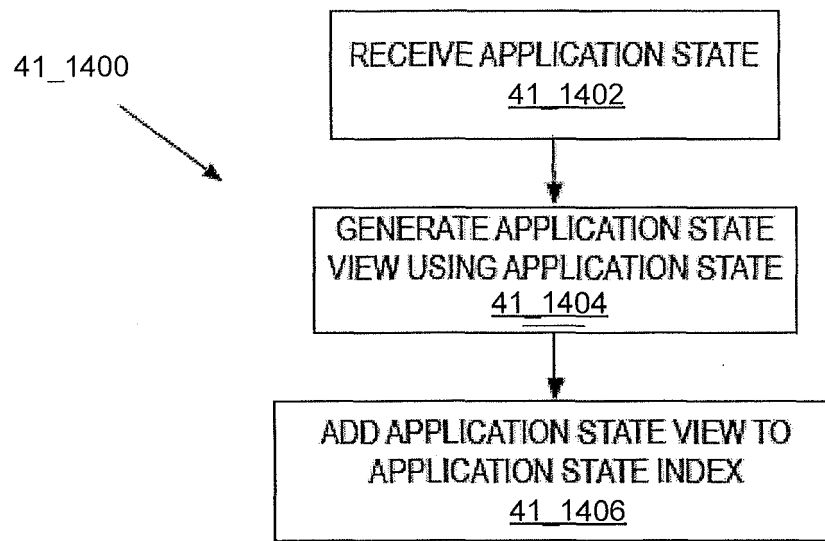 41_1400
RECEIVE APPLICATION STATE
41_1402
GENERATE APPLICATION STATE
VIEW USING APPLICATION STATE
41_1404
ADD APPLICATION STATE VIEW TO
APPLICATION STATE INDEX
41_1406